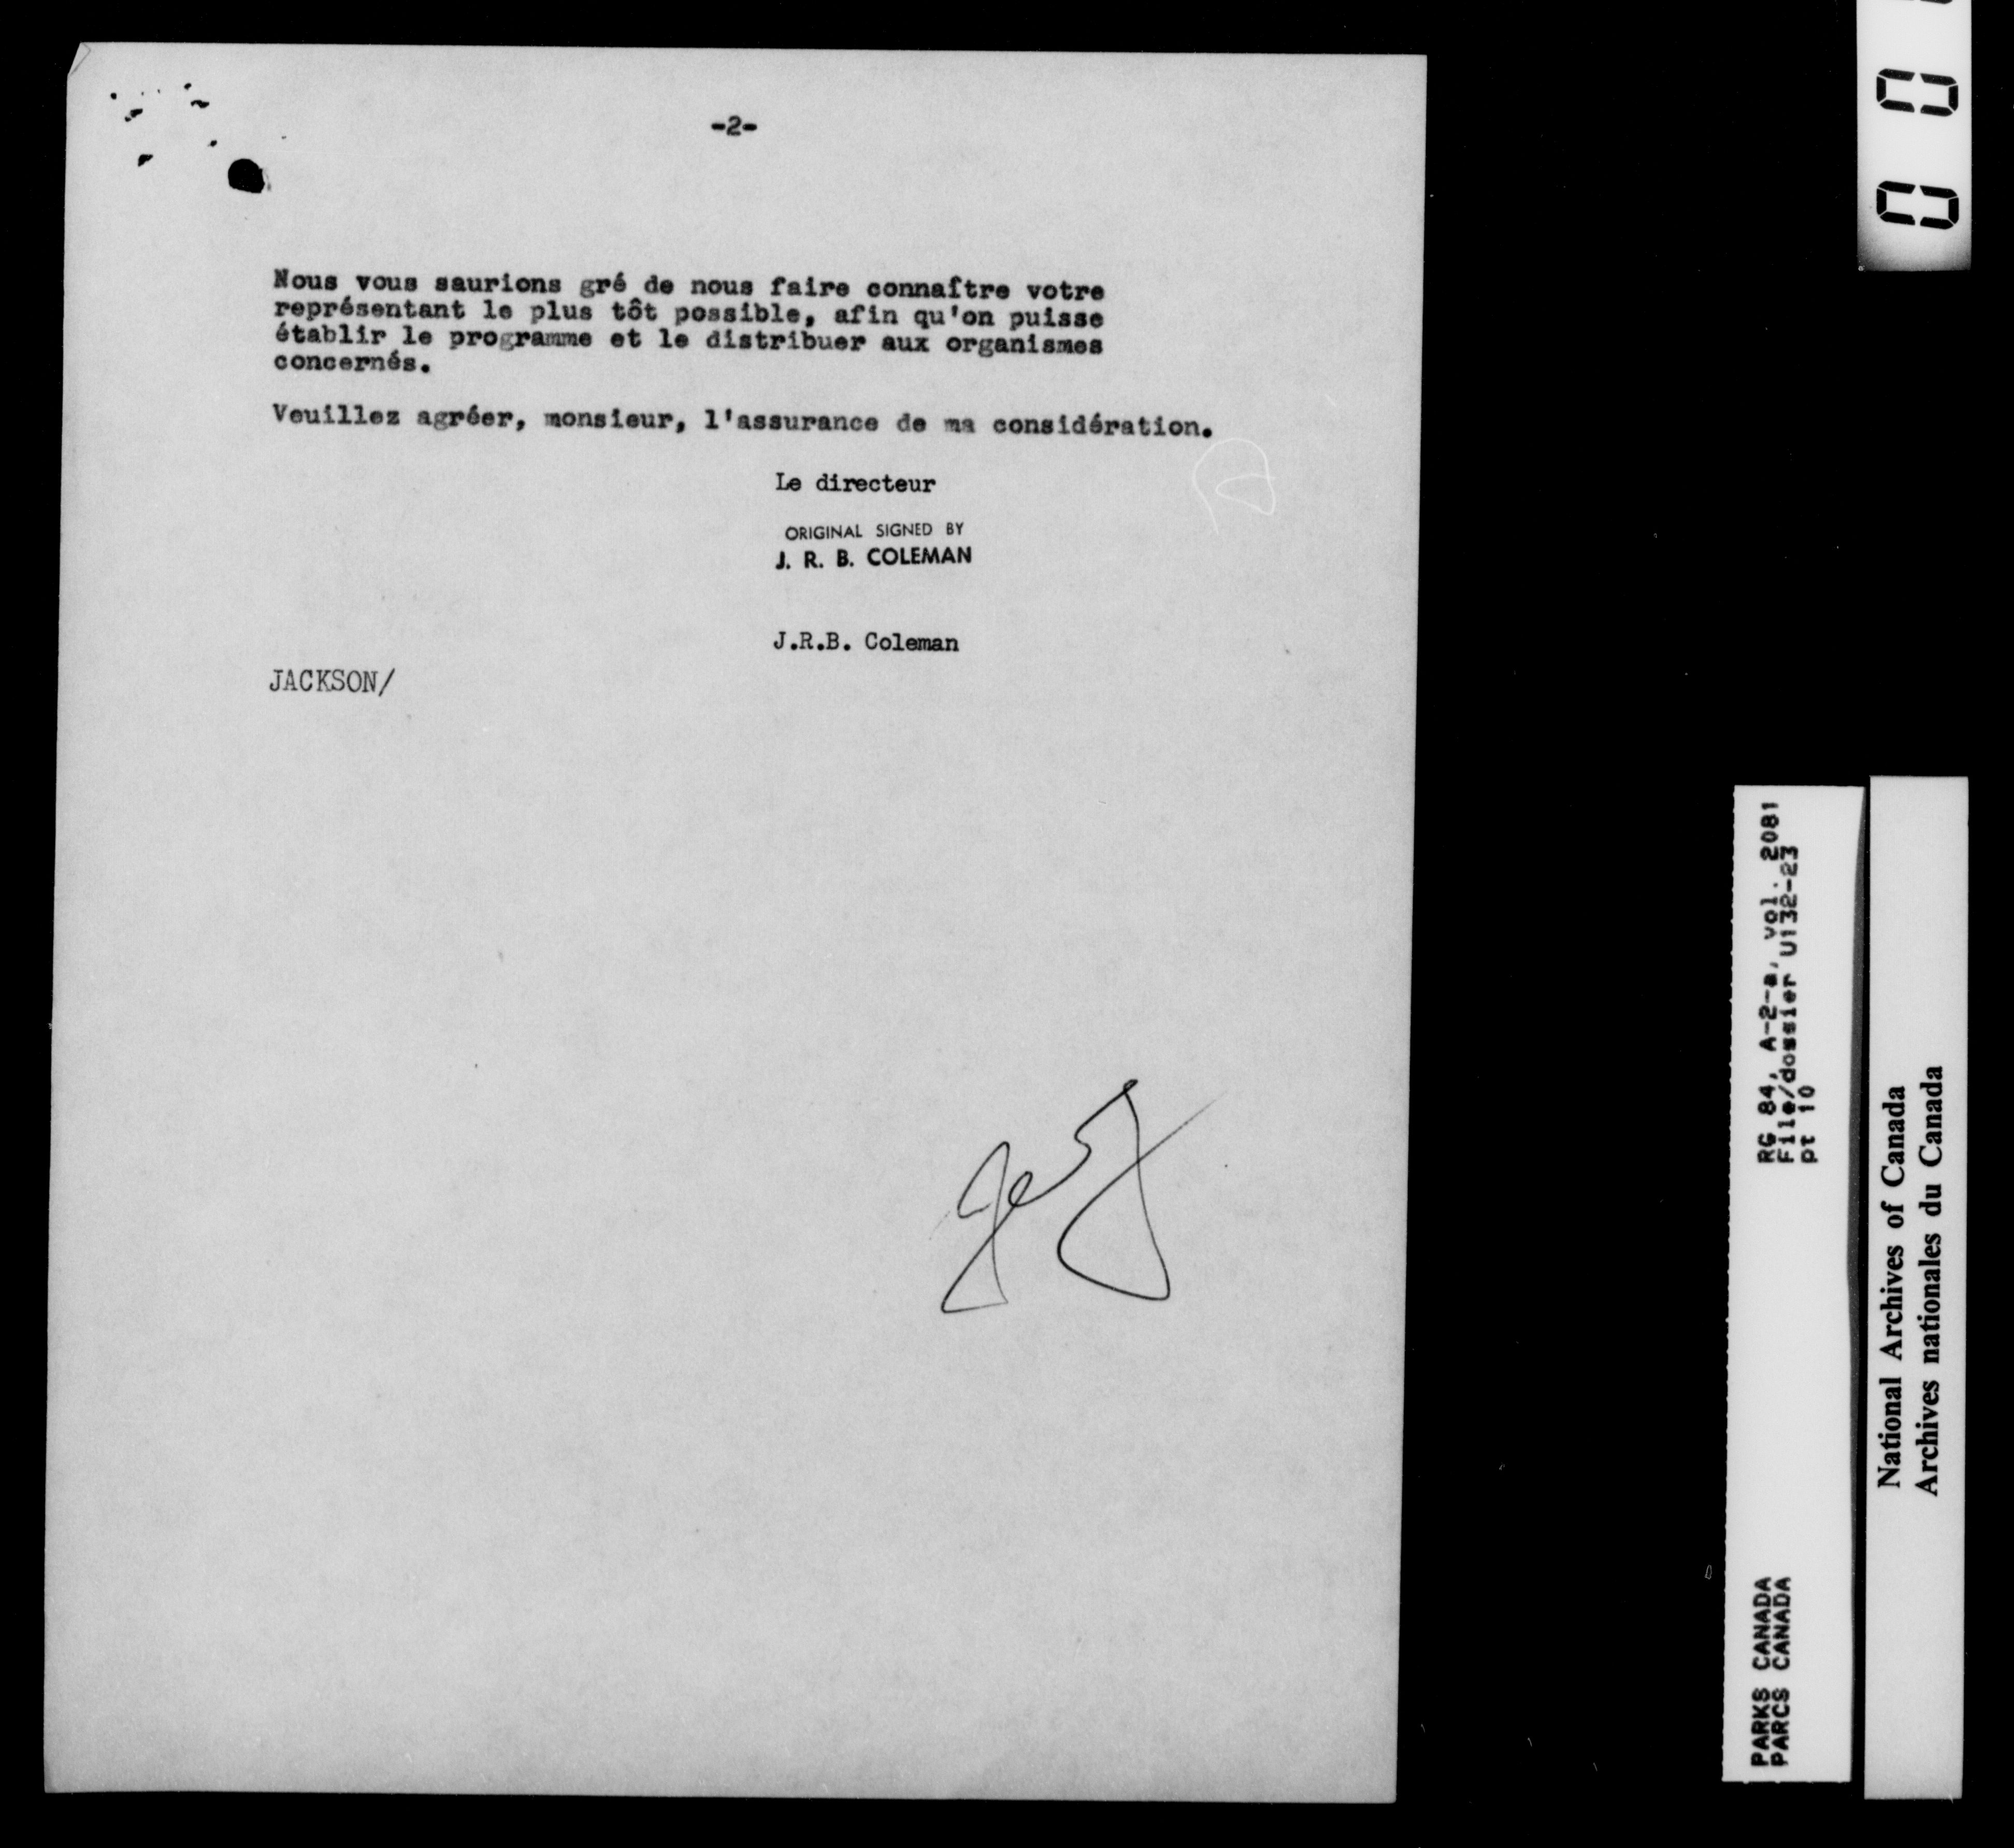 -2-
Nous vous saurions gré de nous faire connaître votre
représentant le plus tôt possible, afin qu'on puisse
établir le programme et le distribuer aux organismes
concernés.
Veuillez agréer, monsieur, l'assurance de ma considération.
Le directeur
ORIGINAL SIGNED BY
J. R. B. COLEMAN
J.R.B. Coleman
JACKSON/
RG 84, A-2-a, vol. 2081
File/dossier U132-23
pt 10
PARKS CANADA
PARCS CANADA
National Archives of Canada
Archives nationales du Canada